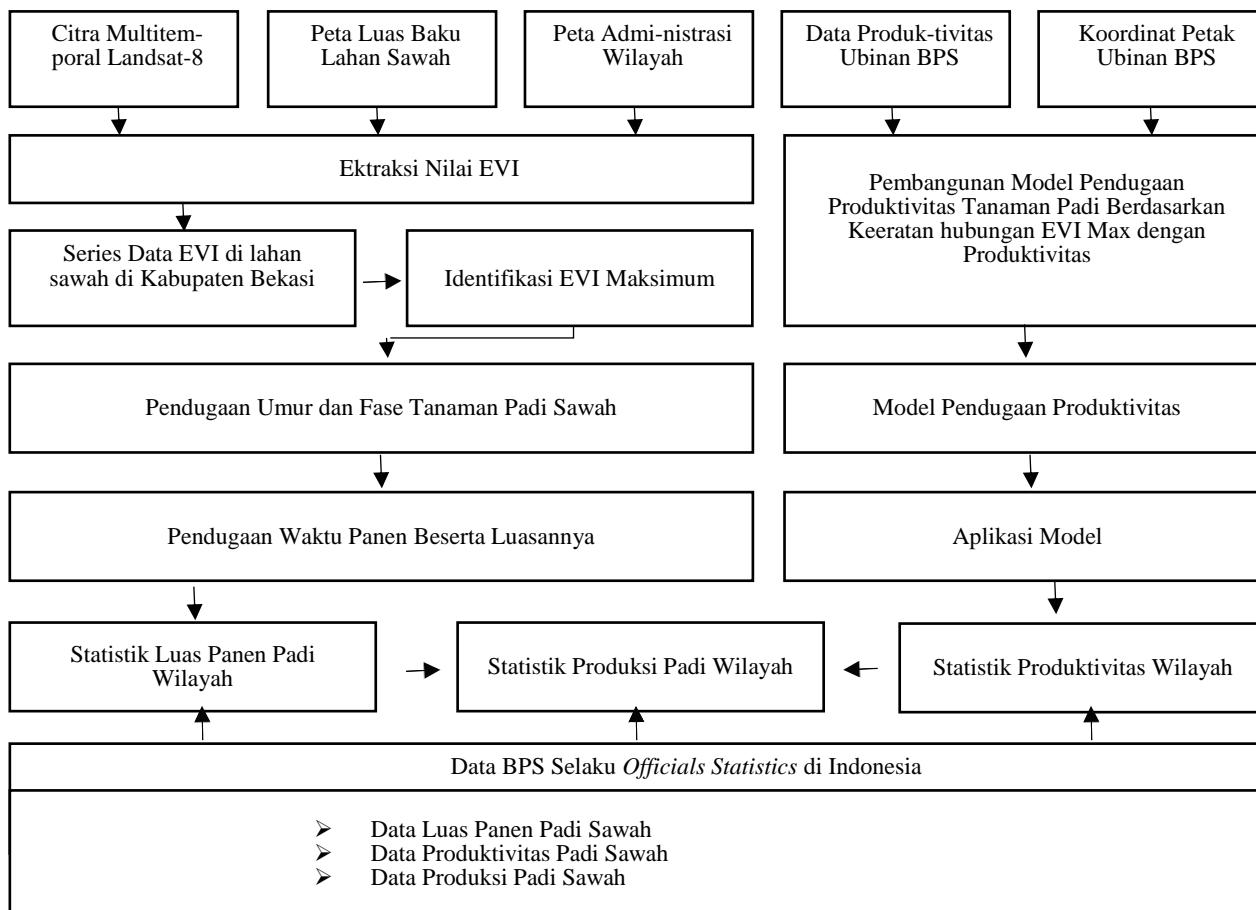 Citra Multitem-
poral Landsat-8
Peta Luas Baku
Lahan Sawah
Peta Admi-nistrasi
Wilayah
Data Produk-tivitas
Ubinan BPS
Koordinat Petak
Ubinan BPS
Ektraksi Nilai EVI
Pembangunan Model Pendugaan
Produktivitas Tanaman Padi Berdasarkan
Keeratan hubungan EVI Max dengan
Produktivitas
Series Data EVI di lahan
sawah di Kabupaten Bekasi
Identifikasi EVI Maksimum
Pendugaan Umur dan Fase Tanaman Padi Sawah
Model Pendugaan Produktivitas
Pendugaan Waktu Panen Beserta Luasannya
Aplikasi Model
Statistik Luas Panen Padi
Wilayah
Statistik Produksi Padi Wilayah
Statistik Produktivitas Wilayah
Data BPS Selaku Officials Statistics di Indonesia
➢ Data Luas Panen Padi Sawah
➢ Data Produktivitas Padi Sawah
➢ Data Produksi Padi Sawah